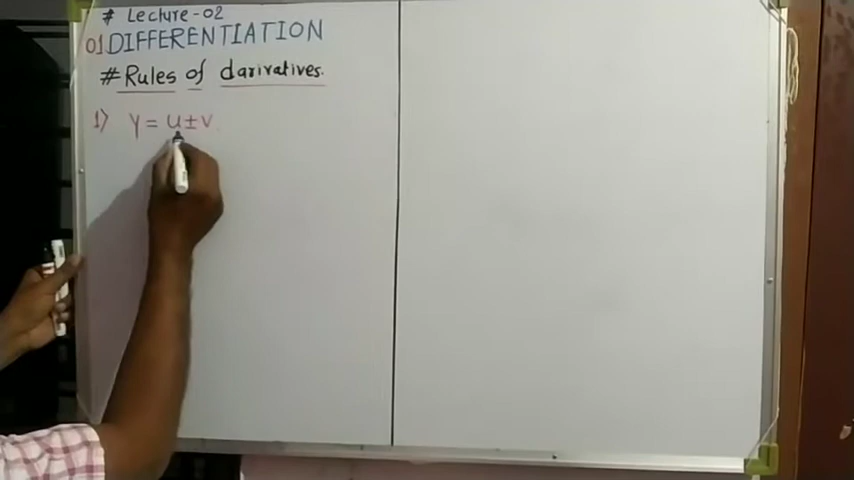 # Lecture-02
01 DIFFERENTIATION
# Rules of darivatives.
1) y = u ± v